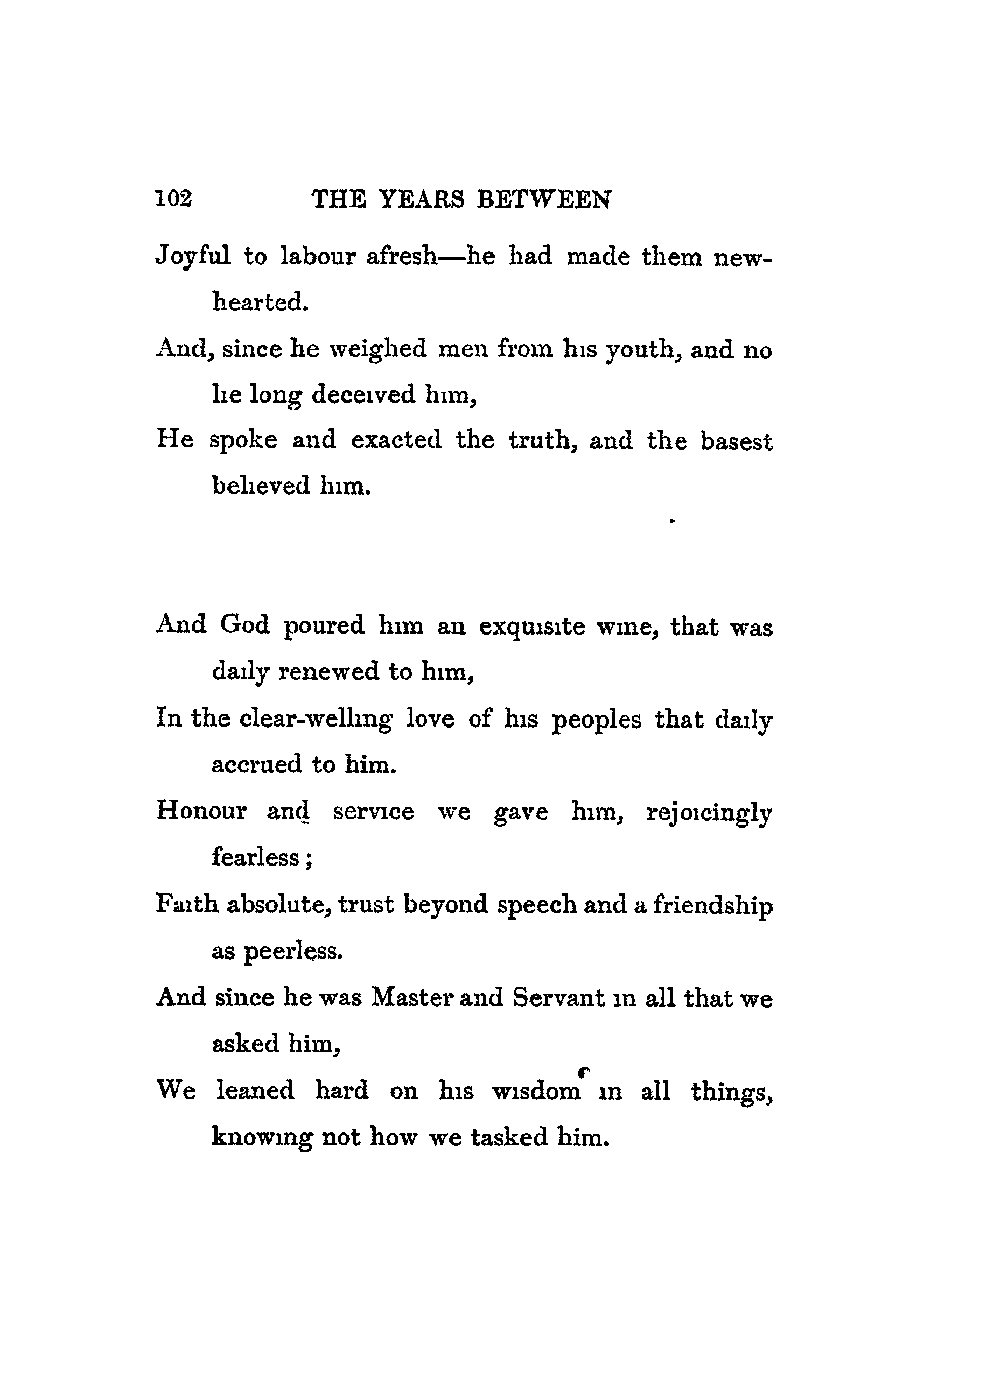 102 THE YEARS BETWEEN
Joyful to labour afresh—he had made them new-
hearted.
And, since he weighed men from his youth, and no
lie long deceived him,
He spoke and exacted the truth, and the basest
believed him.
And God poured him an exquisite wine, that was
daily renewed to him,
In the clear-welling love of his peoples that daily
accrued to him.
Honour and service we gave him, rejoicingly
fearless;
Faith absolute, trust beyond speech and a friendship
as peerless.
And since he was Master and Servant in all that we
asked him,
We leaned hard on his wisdom in all things,
knowing not how we tasked him.